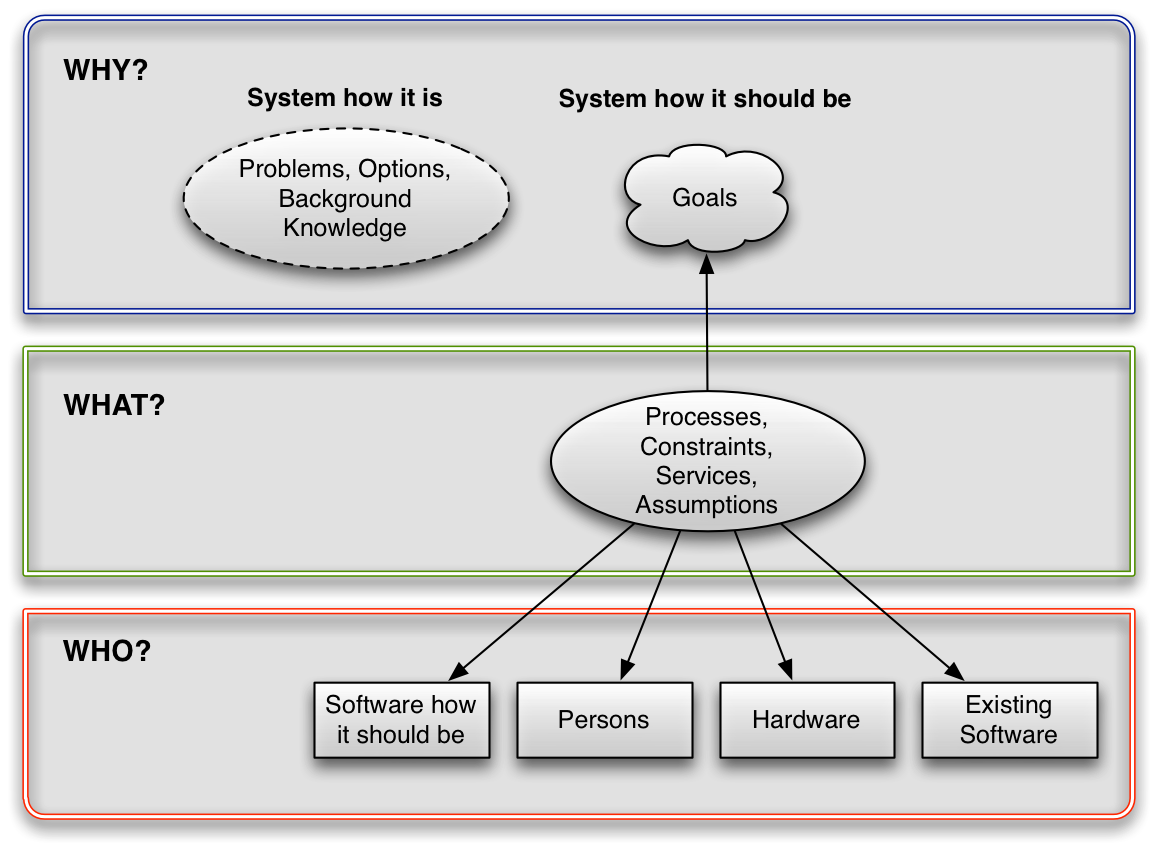 WHY?
System how it is
System how it should be
Problems, Options,
Background
Knowledge
Goals
WHAT?
Processes,
Constraints,
Services,
Assumptions
WHO?
Software how
it should be
Persons
Hardware
Existing
Software